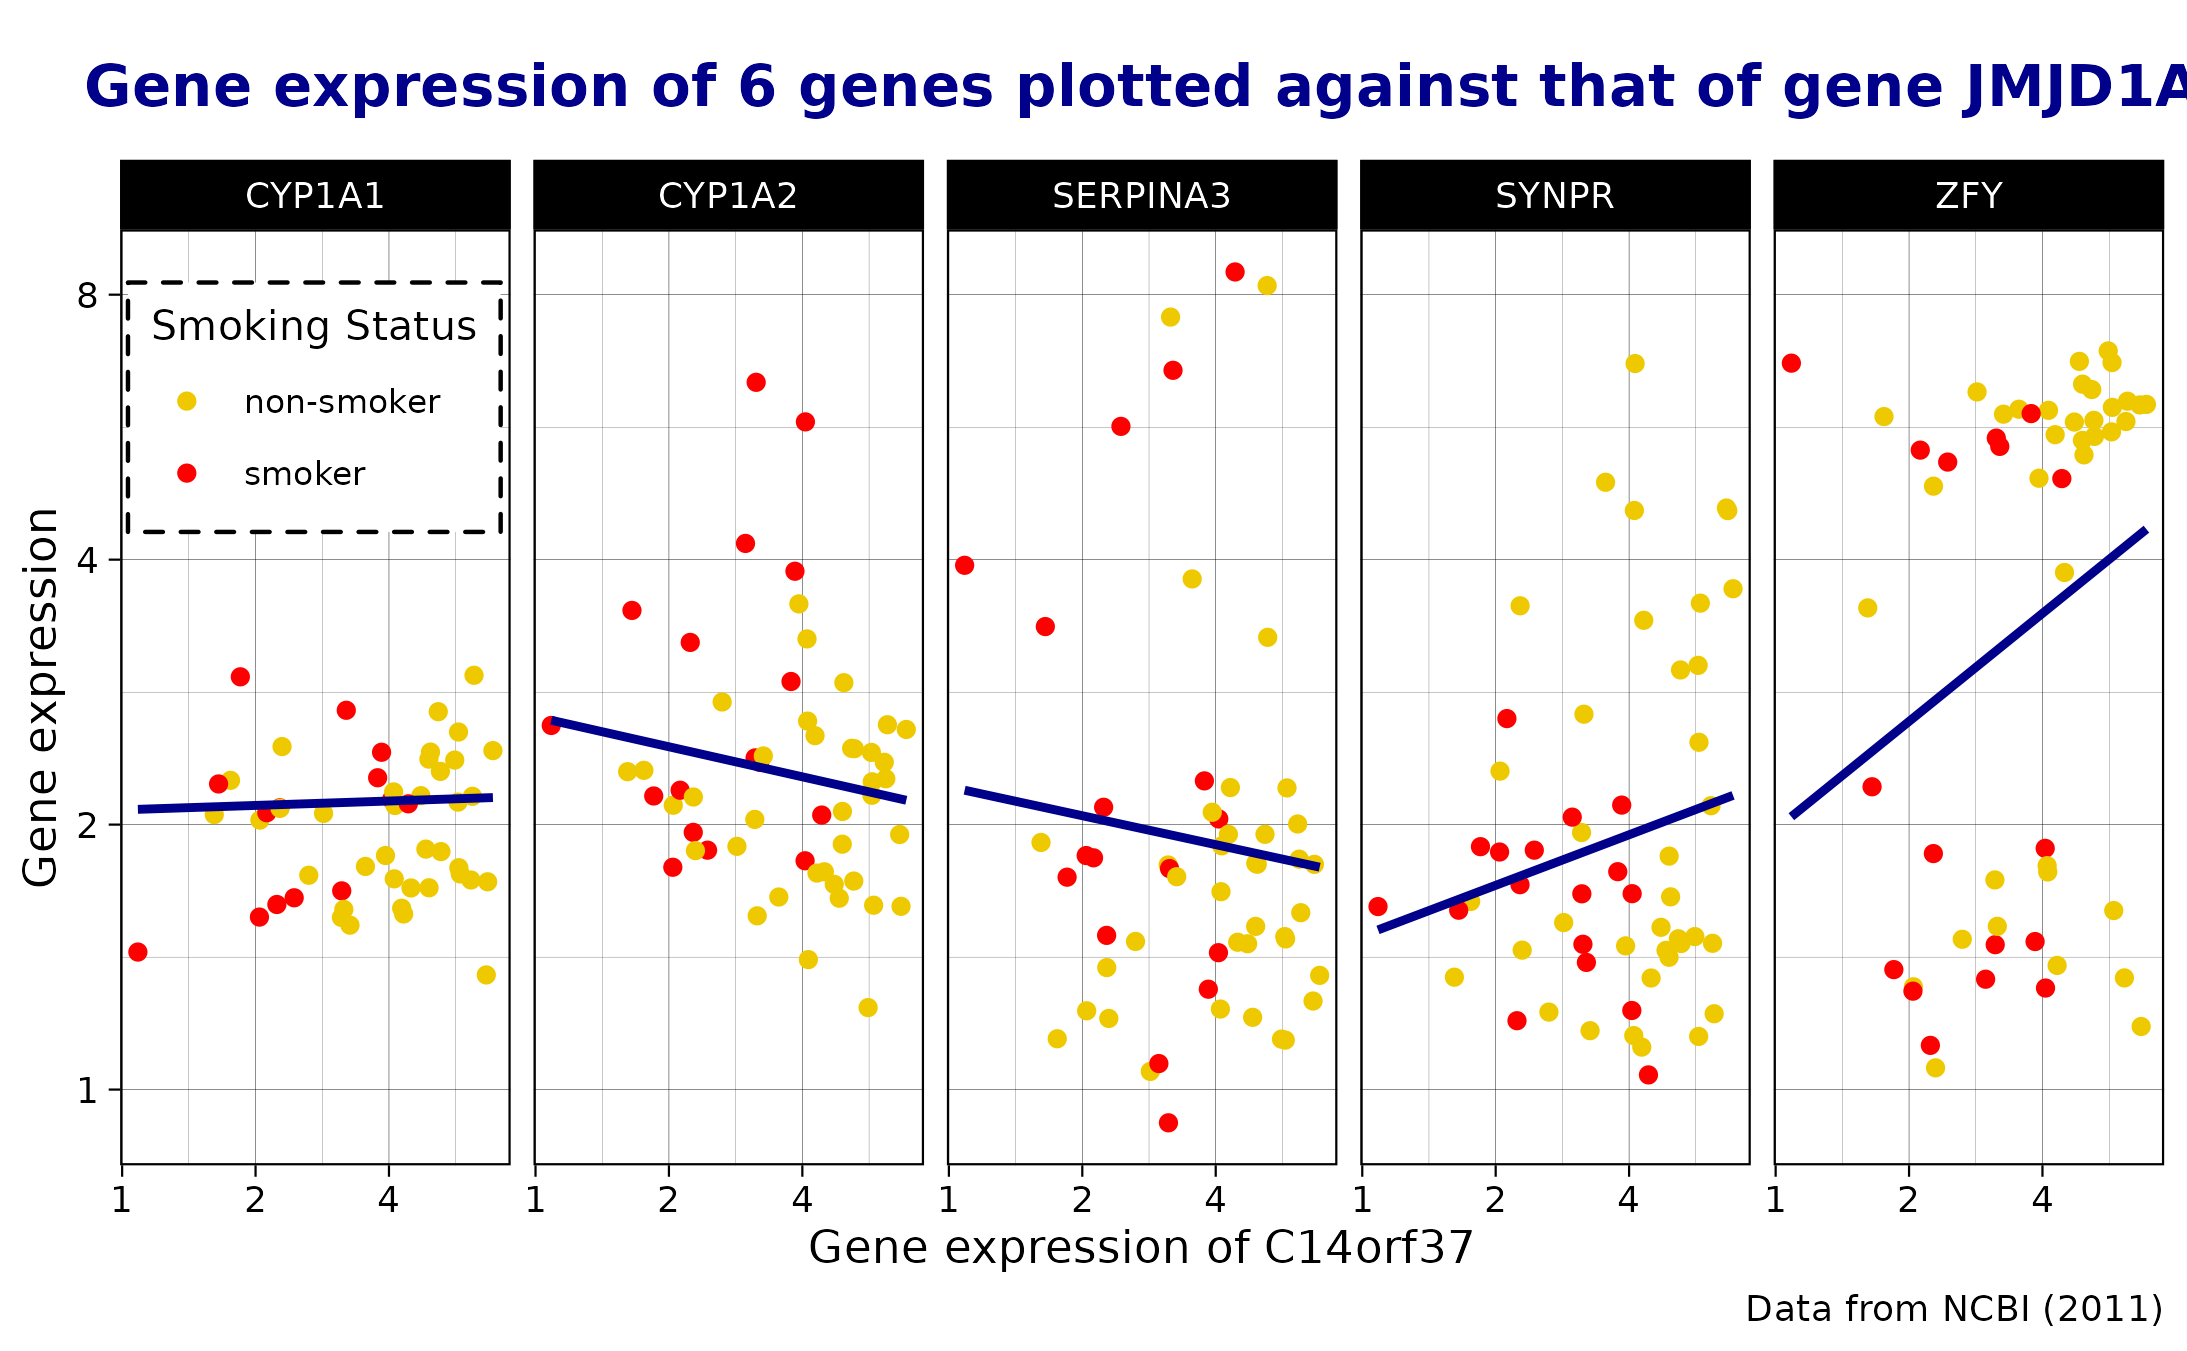 Gene expression of 6 genes plotted against that of gene JMJD1A
CYP1A1 CYP1A2 SERPINA3 SYNPR ZFY
Smoking Status
non-smoker
smoker
8
4
2
1
Gene expression
1 2 4 1 2 4 1 2 4 1 2 4 1 2 4
Gene expression of C14orf37
Data from NCBI (2011)